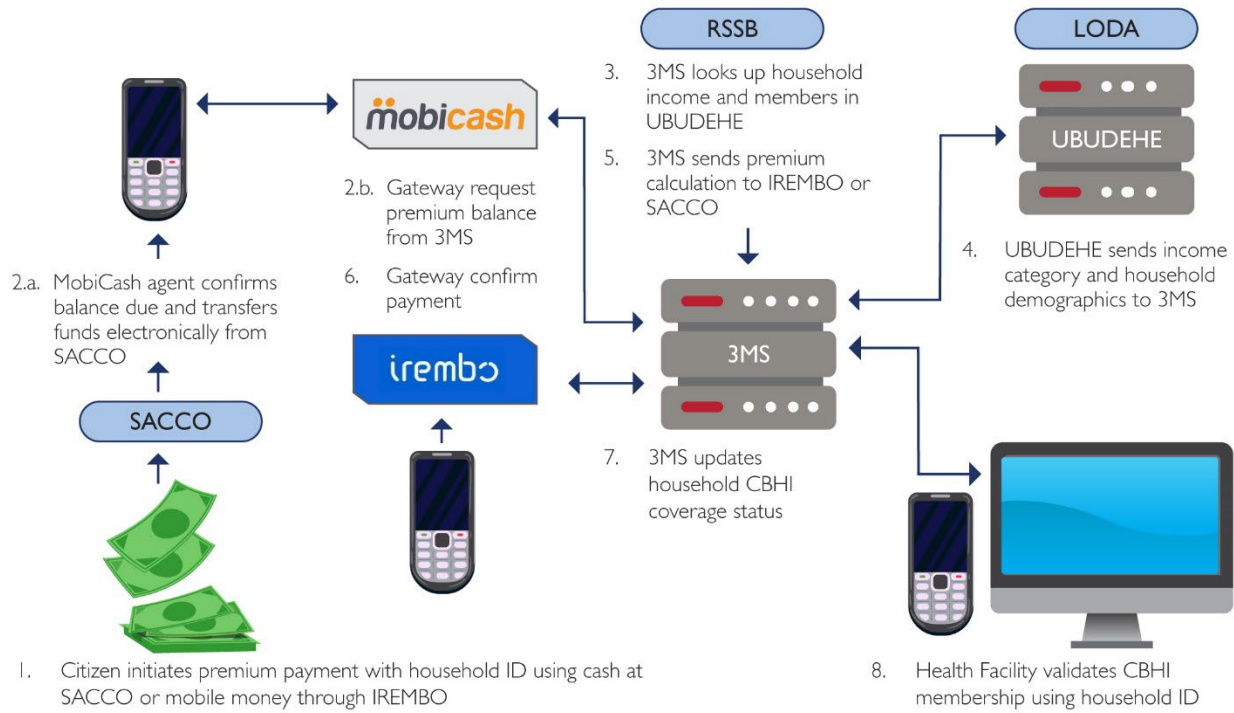 RSSB
LODA
3. 3MS looks up household
income and members in
UBUDEHE
5. 3MS sends premium
calculation to IREMBO or
SACCO
UBUDEHE
4. UBUDEHE sends income
category and household
demographics to 3MS
mobicash
2.b. Gateway request
premium balance
from 3MS
6. Gateway confirm
payment
2.a. MobiCash agent confirms
balance due and transfers
funds electronically from
SACCO
irembo
SACCO
3MS
7. 3MS updates
household CBHI
coverage status
1. Citizen initiates premium payment with household ID using cash at
SACCO or mobile money through IREMBO
8. Health Facility validates CBHI
membership using household ID